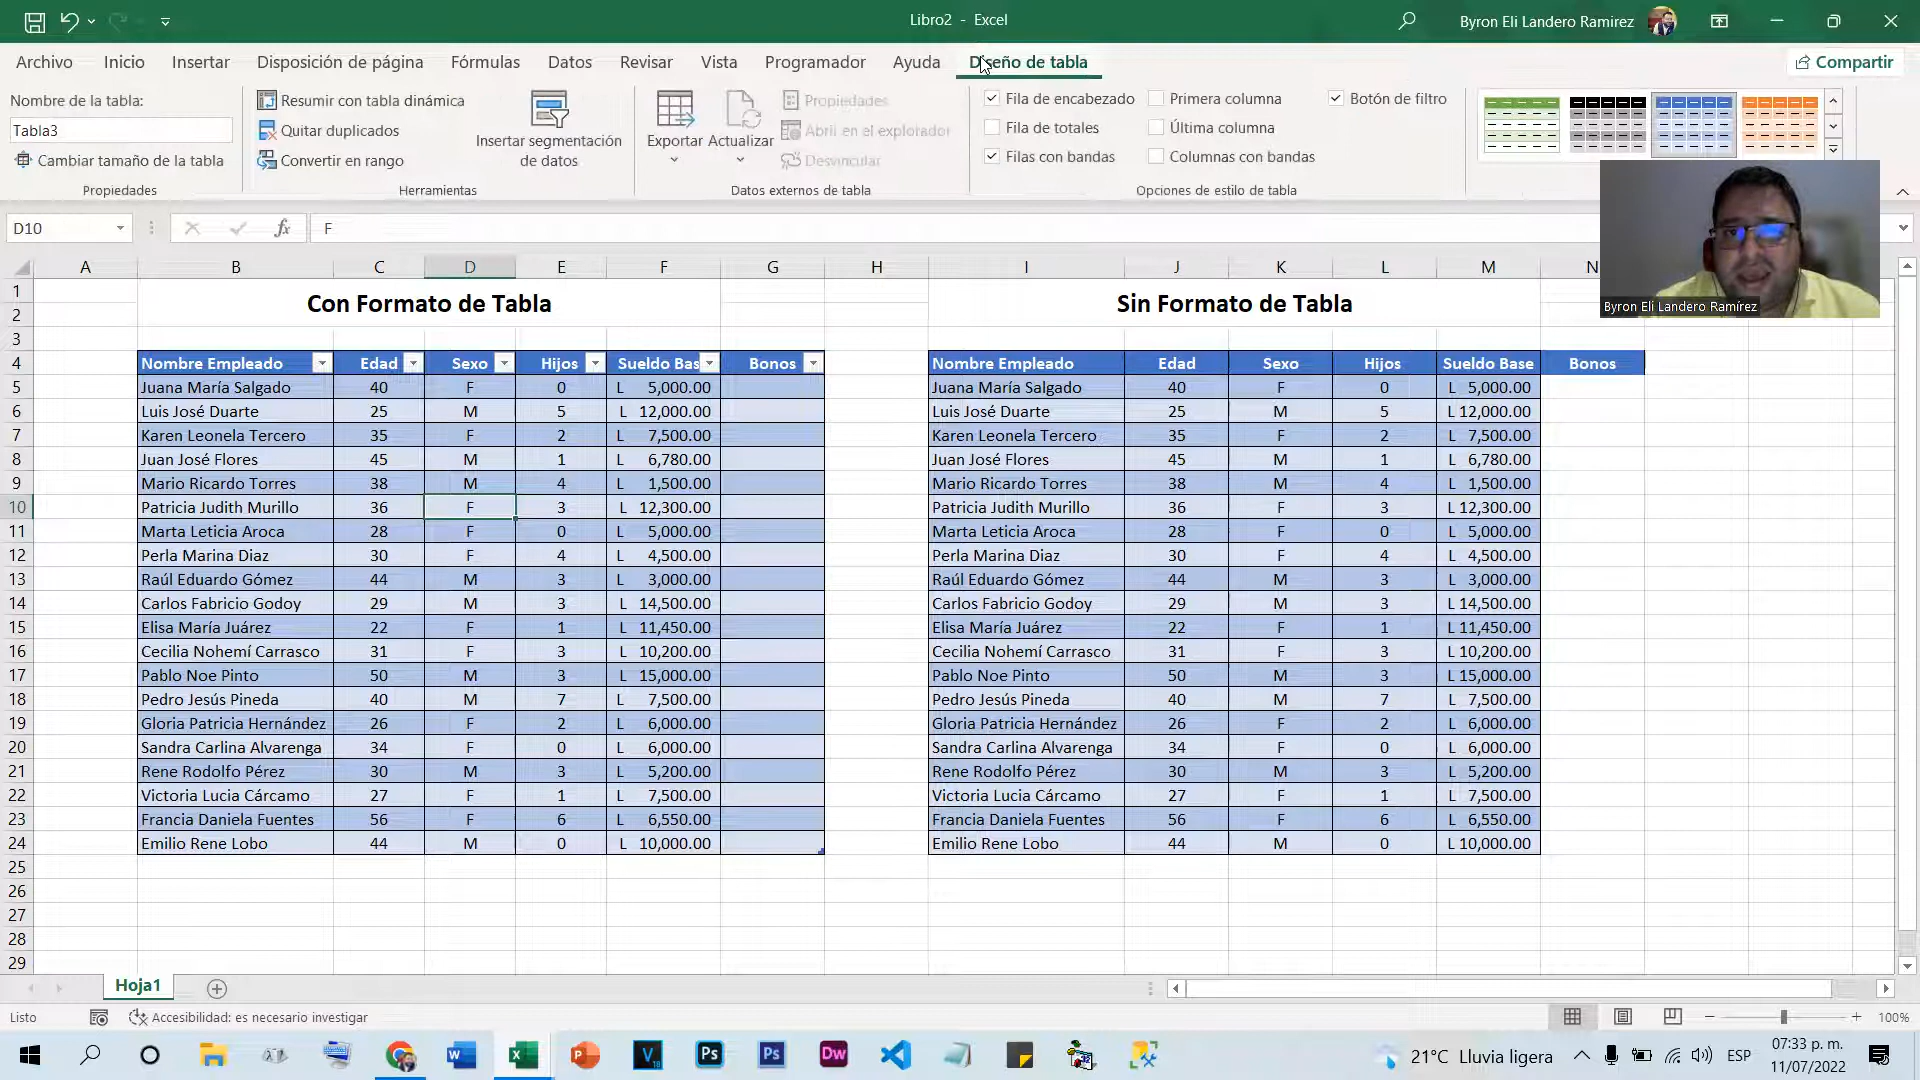 Libro2 - Excel
Byron Eli Landero Ramirez
Archivo Inicio Insertar Disposición de página Fórmulas Datos Revisar Vista Programador Ayuda Diseño de tabla Compartir
Nombre de la tabla:
Tabla3
Cambiar tamaño de la tabla
Propiedades
Resumir con tabla dinámica
Quitar duplicados
Convertir en rango
Insertar segmentación
de datos
Herramientas
Exportar
Actualizar
Propiedades
Abrir en el explorador
Desvincular
Datos externos de tabla
Fila de encabezado Primera columna Botón de filtro
Fila de totales Última columna
Filas con bandas Columnas con bandas
Opciones de estilo de tabla
D10 fx F
Byron Elí Landero Ramírez
A B C D E F G H I J K L M N
1 Con Formato de Tabla Sin Formato de Tabla
2
3
4 Nombre Empleado Edad Sexo Hijos Sueldo Bas Bonos Nombre Empleado Edad Sexo Hijos Sueldo Base Bonos
5 Juana María Salgado 40 F 0 L 5,000.00 Juana María Salgado 40 F 0 L 5,000.00
6 Luis José Duarte 25 M 5 L 12,000.00 Luis José Duarte 25 M 5 L 12,000.00
7 Karen Leonela Tercero 35 F 2 L 7,500.00 Karen Leonela Tercero 35 F 2 L 7,500.00
8 Juan José Flores 45 M 1 L 6,780.00 Juan José Flores 45 M 1 L 6,780.00
9 Mario Ricardo Torres 38 M 4 L 1,500.00 Mario Ricardo Torres 38 M 4 L 1,500.00
10 Patricia Judith Murillo 36 F 3 L 12,300.00 Patricia Judith Murillo 36 F 3 L 12,300.00
11 Marta Leticia Aroca 28 F 0 L 5,000.00 Marta Leticia Aroca 28 F 0 L 5,000.00
12 Perla Marina Diaz 30 F 4 L 4,500.00 Perla Marina Diaz 30 F 4 L 4,500.00
13 Raúl Eduardo Gómez 44 M 3 L 3,000.00 Raúl Eduardo Gómez 44 M 3 L 3,000.00
14 Carlos Fabricio Godoy 29 M 3 L 14,500.00 Carlos Fabricio Godoy 29 M 3 L 14,500.00
15 Elisa María Juárez 22 F 1 L 11,450.00 Elisa María Juárez 22 F 1 L 11,450.00
16 Cecilia Nohemí Carrasco 31 F 3 L 10,200.00 Cecilia Nohemí Carrasco 31 F 3 L 10,200.00
17 Pablo Noe Pinto 50 M 3 L 15,000.00 Pablo Noe Pinto 50 M 3 L 15,000.00
18 Pedro Jesús Pineda 40 M 7 L 7,500.00 Pedro Jesús Pineda 40 M 7 L 7,500.00
19 Gloria Patricia Hernández 26 F 2 L 6,000.00 Gloria Patricia Hernández 26 F 2 L 6,000.00
20 Sandra Carlina Alvarenga 34 F 0 L 6,000.00 Sandra Carlina Alvarenga 34 F 0 L 6,000.00
21 Rene Rodolfo Pérez 30 M 3 L 5,200.00 Rene Rodolfo Pérez 30 M 3 L 5,200.00
22 Victoria Lucia Cárcamo 27 F 1 L 7,500.00 Victoria Lucia Cárcamo 27 F 1 L 7,500.00
23 Francia Daniela Fuentes 56 F 6 L 6,550.00 Francia Daniela Fuentes 56 F 6 L 6,550.00
24 Emilio Rene Lobo 44 M 0 L 10,000.00 Emilio Rene Lobo 44 M 0 L 10,000.00
25
26
27
28
29
Hoja1
Listo Accesibilidad: es necesario investigar 100%
21°C Lluvia ligera ESP 07:33 p. m.
11/07/2022